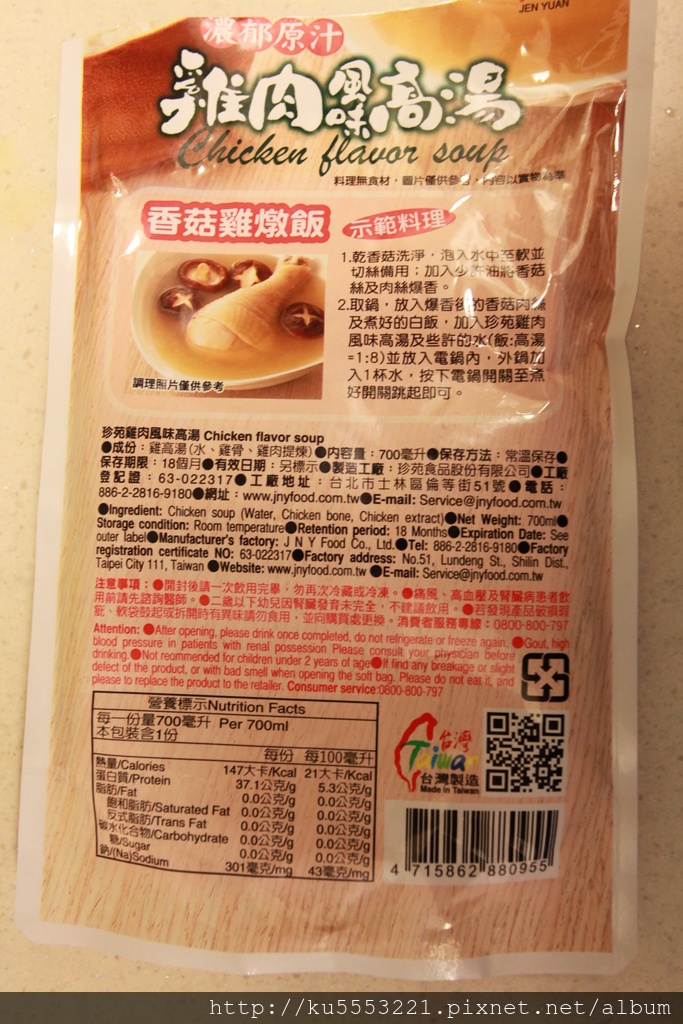 JEN YUAN
濃郁原汁
雞肉風味高湯
Chicken flavor soup
料理無食材，圖片僅供參考，內容以實物為準
香菇雞燉飯 示範料理
1.乾香菇洗淨，泡入水中至軟並
切絲備用；加入少許油將香菇
絲及肉絲爆香。
2.取鍋，放入爆香後的香菇肉絲
及煮好的白飯，加入珍苑雞肉
風味高湯及些許的水(飯:高湯
=1:8)並放入電鍋內，外鍋加
入1杯水，按下電鍋開關至煮
好開關跳起即可。
調理照片僅供參考
珍苑雞肉風味高湯 Chicken flavor soup
●成份：雞高湯(水、雞骨、雞肉提煉)●內容量：700毫升●保存方法：常溫保存●
保存期限：18個月●有效日期：另標示●製造工廠：珍苑食品股份有限公司●工廠
登記證：63-022317●工廠地址：台北市士林區倫等街51號●電話：
886-2-2816-9180●網址：www.jnyfood.com.tw●E-mail: Service@jnyfood.com.tw
●Ingredient: Chicken soup (Water, Chicken bone, Chicken extract)●Net Weight: 700ml●
Storage condition: Room temperature●Retention period: 18 Months●Expiration Date: See
outer label●Manufacturer's factory: J N Y Food Co., Ltd.●Tel: 886-2-2816-9180●Factory
registration certificate NO: 63-022317●Factory address: No.51, Lundeng St., Shilin Dist.,
Taipei City 111, Taiwan ●Website: www.jnyfood.com.tw ●E-mail: Service@jnyfood.com.tw
注意事項：●開封後請一次飲用完畢，勿再次冷藏或冷凍。●痛風、高血壓及腎臟病患者飲
用前請先諮詢醫師。●二歲以下幼兒因腎臟發育未完全，不建議飲用。●若發現產品破損瑕
疵、軟袋鼓起或拆開時有異味請勿食用，並向購買處更換。消費者服務專線：0800-800-797
Attention: ●After opening, please drink once completed, do not refrigerate or freeze again. ●Gout, high
blood pressure in patients with renal possession Please consult your physician before
drinking.●Not recommended for children under 2 years of age●If find any breakage or slight
defect of the product, or with bad smell when opening the soft bag. Please do not eat it, and
please to replace the product to the retailer. Consumer service:0800-800-797
營養標示Nutrition Facts
每一份量700毫升 Per 700ml
本包裝含1份
每份 每100毫升
熱量/Calories 147大卡/Kcal 21大卡/Kcal
蛋白質/Protein 37.1公克/g 5.3公克/g
脂肪/Fat 0.0公克/g 0.0公克/g
飽和脂肪/Saturated Fat 0.0公克/g 0.0公克/g
反式脂肪/Trans Fat 0.0公克/g 0.0公克/g
碳水化合物/Carbohydrate 0.0公克/g 0.0公克/g
糖/Sugar 0.0公克/g 0.0公克/g
鈉/(Na)Sodium 301毫克/mg 43毫克/mg
台灣
Taiwan
台灣製造
Made in Taiwan
4 715862 880955
http://ku5553221.pixnet.net/album